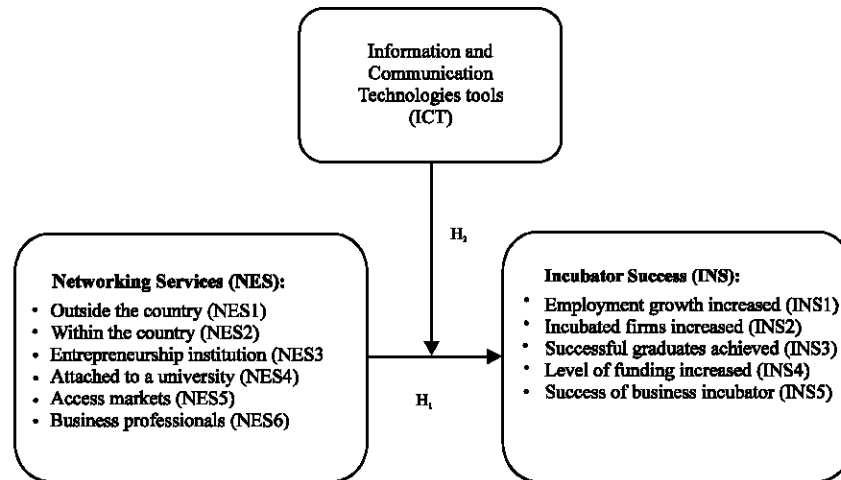 Information and
Communication
Technologies tools
(ICT)
H₂
Networking Services (NES):
• Outside the country (NES1)
• Within the country (NES2)
• Entrepreneurship institution (NES3
• Attached to a university (NES4)
• Access markets (NES5)
• Business professionals (NES6)
H₁
Incubator Success (INS):
• Employment growth increased (INS1)
• Incubated firms increased (INS2)
• Successful graduates achieved (INS3)
• Level of funding increased (INS4)
• Success of business incubator (INS5)